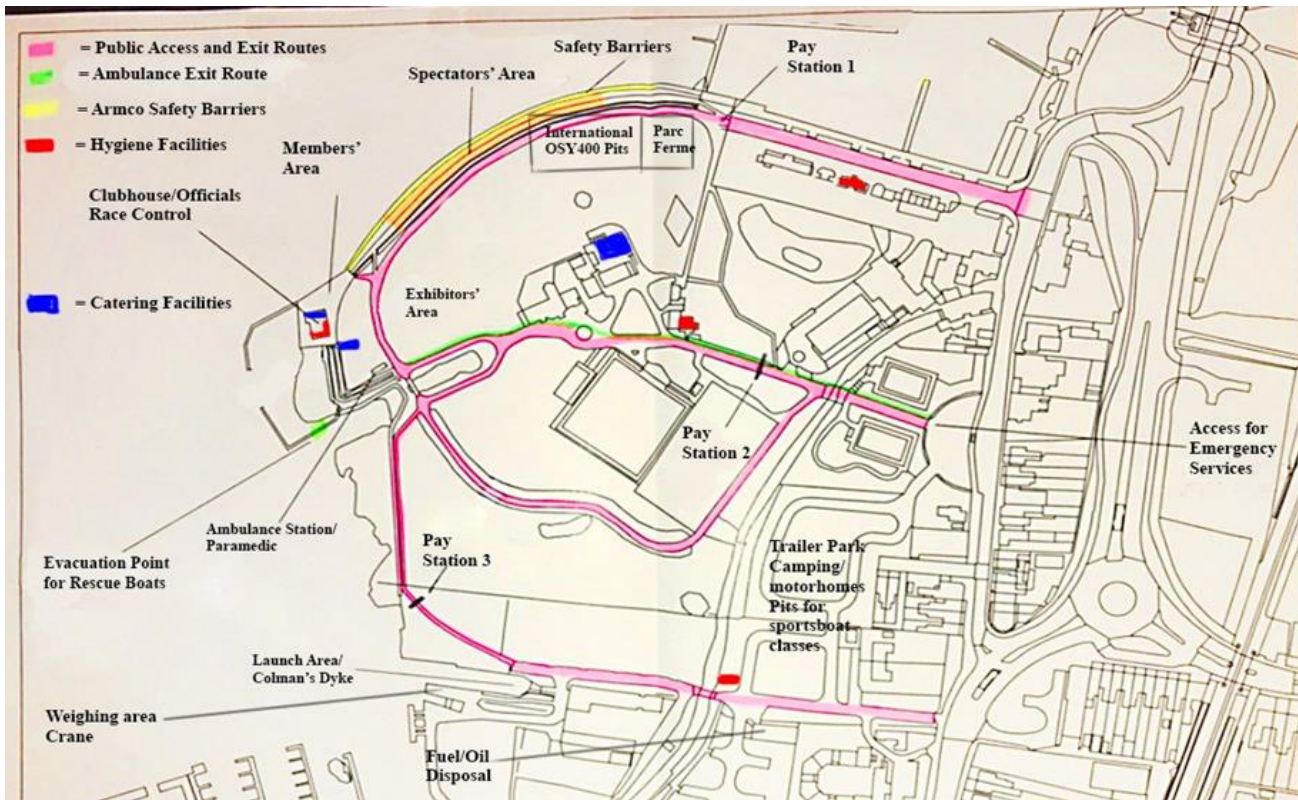 = Public Access and Exit Routes
= Ambulance Exit Route
= Armco Safety Barriers
= Hygiene Facilities
= Catering Facilities
Safety Barriers
Spectators' Area
Pay
Station 1
Members'
Area
Clubhouse/Officials
Race Control
International
OSY400 Pits
Parc
Ferme
Exhibitors'
Area
Pay
Station 2
Access for
Emergency
Services
Ambulance Station/
Paramedic
Evacuation Point
for Rescue Boats
Pay
Station 3
Trailer Park
Camping/
motorhomes
Pits for
sportsboat
classes
Launch Area/
Colman's Dyke
Weighing area
Crane
Fuel/Oil
Disposal